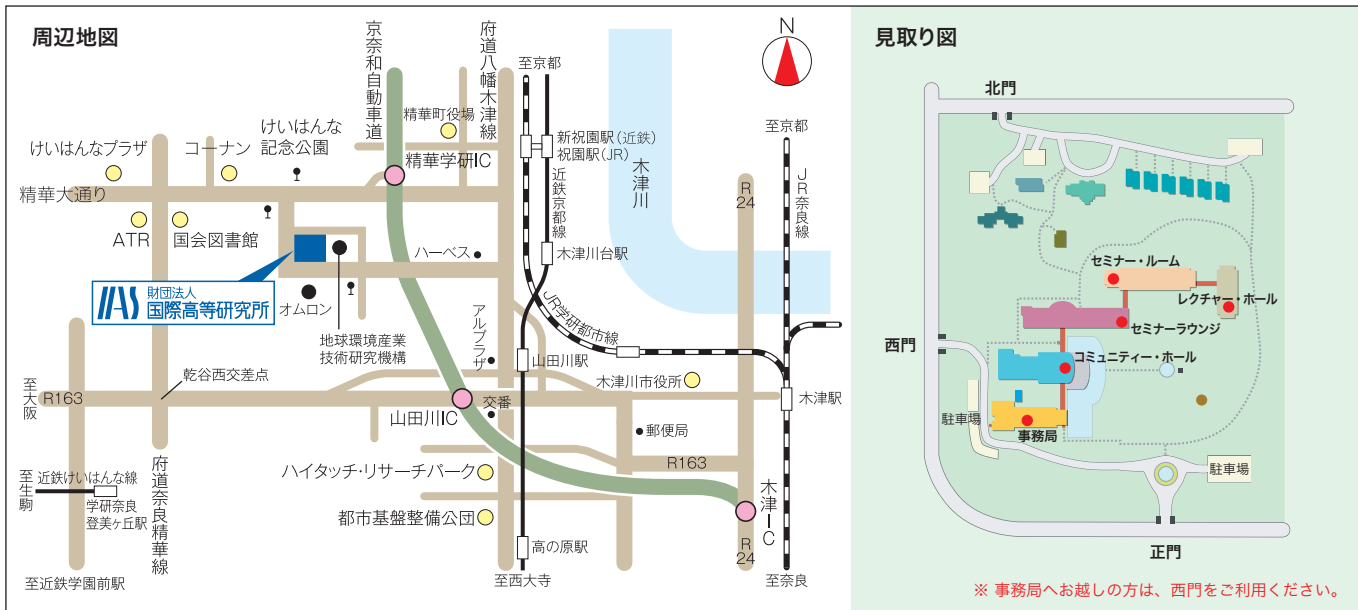 周辺地図
京奈和自動車道
府道八幡木津線
至京都
N
精華町役場
新祝園駅(近鉄)
祝園駅(JR)
至京都
けいはんなプラザ
コーナン
けいはんな
記念公園
精華学研IC
近鉄京都線
木津川
R
24
JR奈良線
精華大通り
ATR
国会図書館
ハーベス
木津川台駅
IIAS
財団法人
国際高等研究所
オムロン
地球環境産業
技術研究機構
アルプラザ
JR学研都市線
山田川駅
至大阪
R163
乾谷西交差点
山田川IC
交番
木津川市役所
木津駅
郵便局
R163
ハイタッチ・リサーチパーク
木津IC
至生駒
近鉄けいはんな線
学研奈良
登美ヶ丘駅
府道奈良精華線
都市基盤整備公団
高の原駅
R
24
至近鉄学園前駅
至西大寺
至奈良
見取り図
北門
セミナー・ルーム
レクチャー・ホール
セミナーラウンジ
西門
コミュニティー・ホール
駐車場
事務局
駐車場
正門
※ 事務局へお越しの方は、西門をご利用ください。